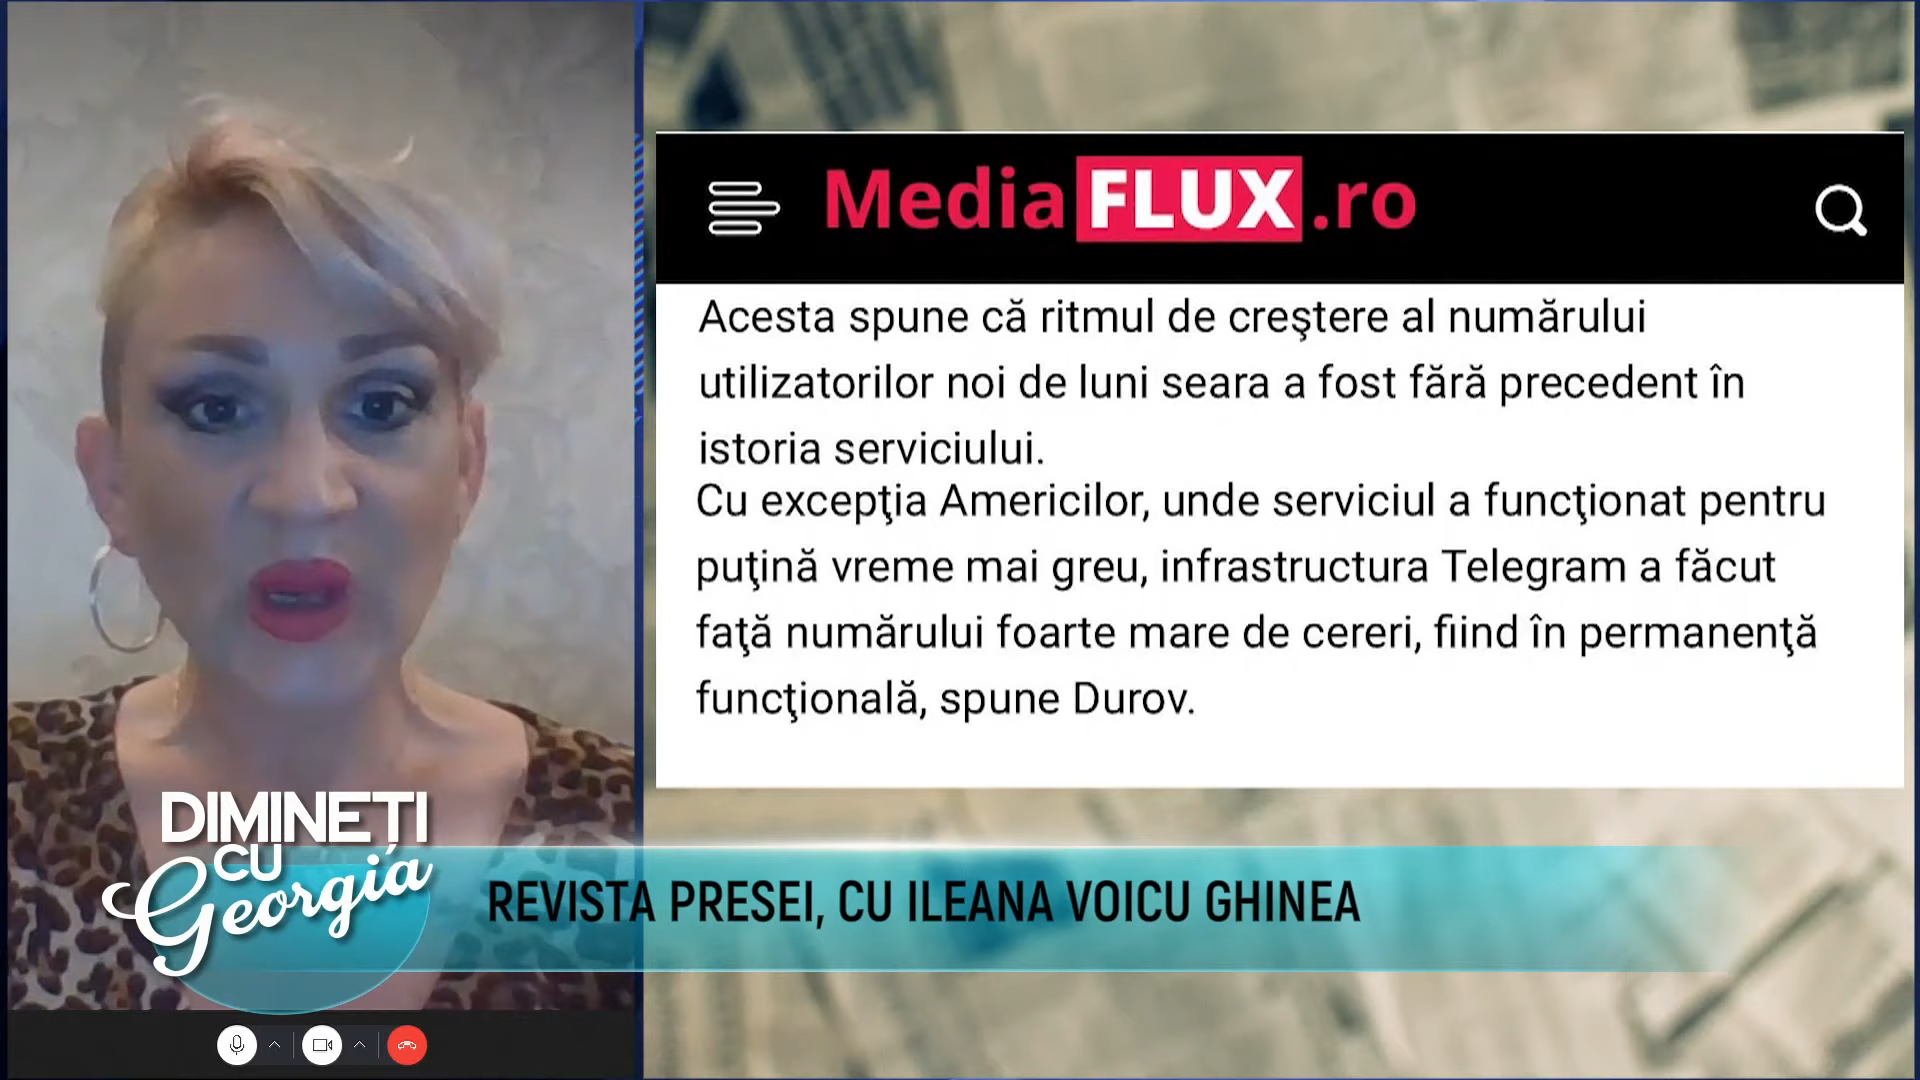 Media FLUX .ro
Acesta spune că ritmul de creştere al numărului
utilizatorilor noi de luni seara a fost fără precedent în
istoria serviciului.
Cu excepţia Americilor, unde serviciul a funcţionat pentru
puţină vreme mai greu, infrastructura Telegram a făcut
faţă numărului foarte mare de cereri, fiind în permanenţă
funcţională, spune Durov.
DIMINEȚI
CU
Georgia
REVISTA PRESEI, CU ILEANA VOICU GHINEA